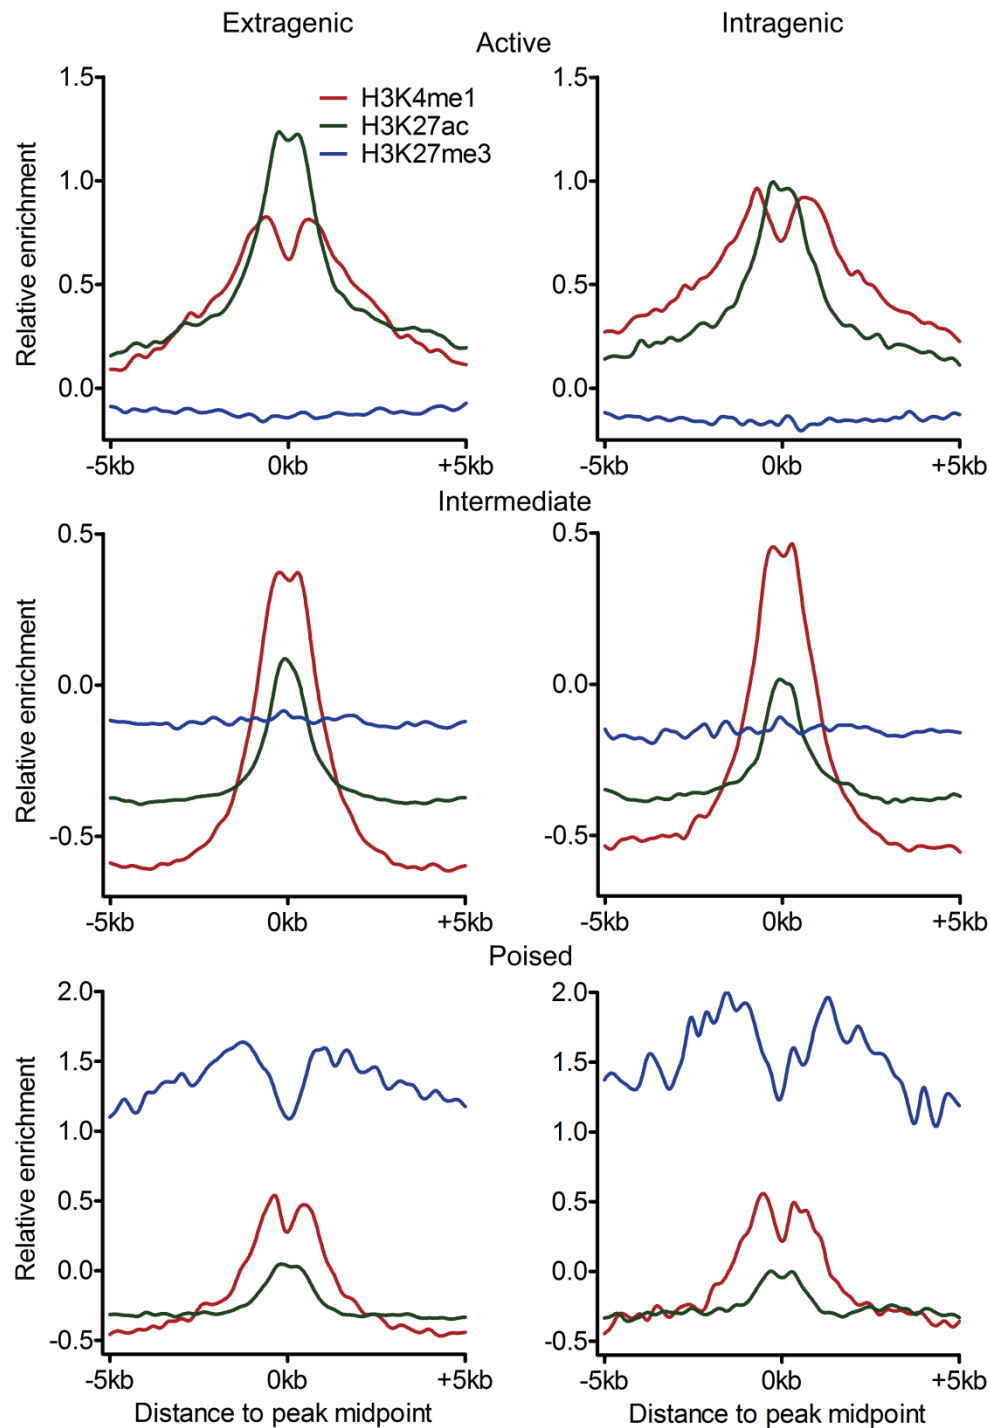 Extragenic
Intragenic
Active
H3K4me1
H3K27ac
H3K27me3
Relative enrichment
1.5
1.0
0.5
0.0
-5kb 0kb +5kb
1.5
1.0
0.5
0.0
-5kb 0kb +5kb
Intermediate
Relative enrichment
0.5
0.0
-0.5
-5kb 0kb +5kb
0.5
0.0
-0.5
-5kb 0kb +5kb
Poised
Relative enrichment
2.0
1.5
1.0
0.5
0.0
-0.5
-5kb 0kb +5kb
Distance to peak midpoint
2.0
1.5
1.0
0.5
0.0
-0.5
-5kb 0kb +5kb
Distance to peak midpoint